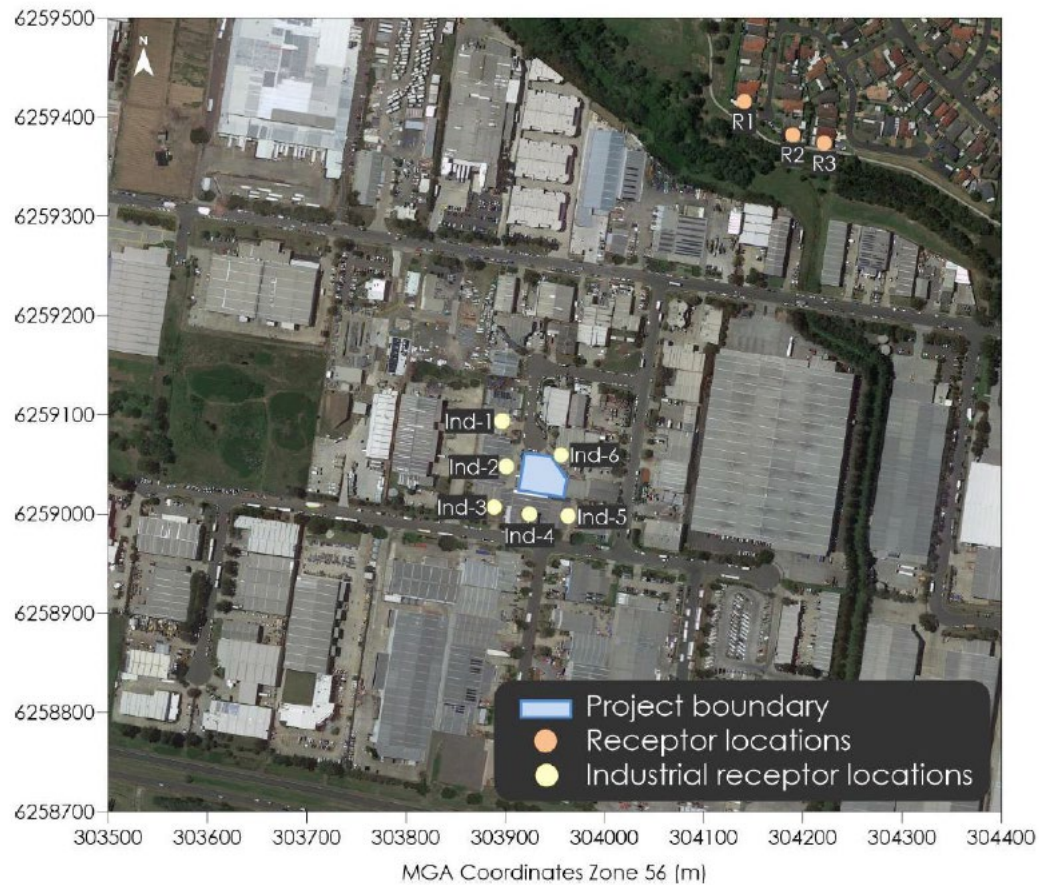 6259500
N
6259400
R1
R2
R3
6259300
6259200
6259100
Ind-1
Ind-6
Ind-2
6259000
Ind-3
Ind-4
Ind-5
6258900
6258800
Project boundary
Receptor locations
Industrial receptor locations
6258700
303500 303600 303700 303800 303900 304000 304100 304200 304300 304400
MGA Coordinates Zone 56 (m)